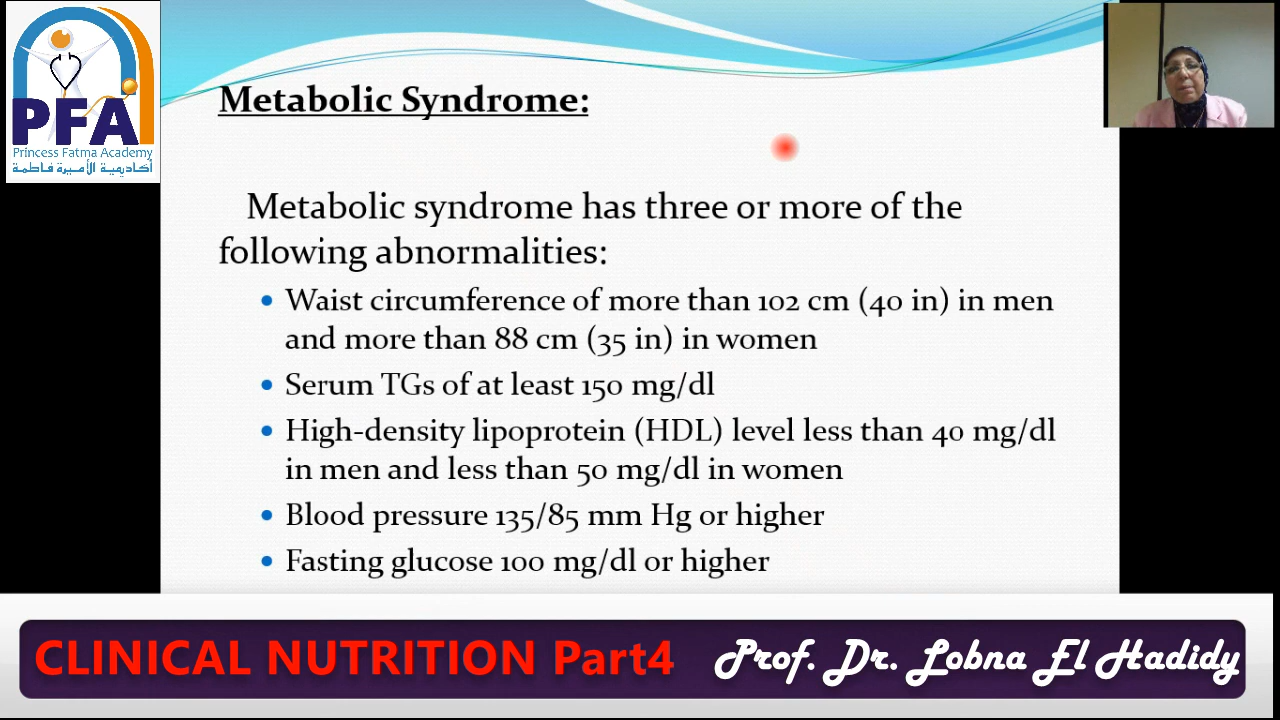 PFA
Princess Fatma Academy
أكاديمية الأميرة فاطمة
Metabolic Syndrome:
Metabolic syndrome has three or more of the
following abnormalities:
• Waist circumference of more than 102 cm (40 in) in men
and more than 88 cm (35 in) in women
• Serum TGs of at least 150 mg/dl
• High-density lipoprotein (HDL) level less than 40 mg/dl
in men and less than 50 mg/dl in women
• Blood pressure 135/85 mm Hg or higher
• Fasting glucose 100 mg/dl or higher
CLINICAL NUTRITION Part4
Prof. Dr. Lobna El Hadidy